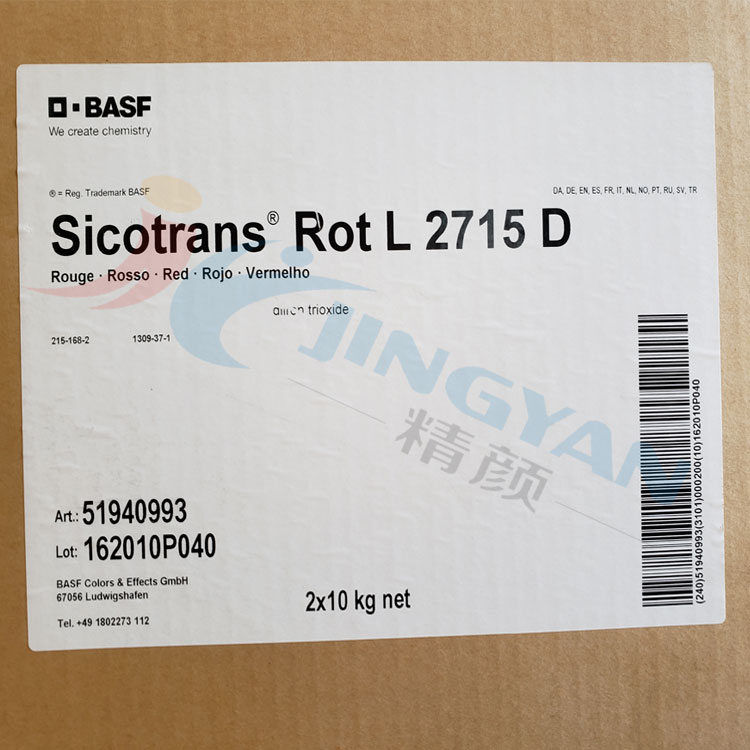 BASF
We create chemistry
® = Reg. Trademark BASF
DA, DE, EN, ES, FR, IT, NL, NO, PT, RU, SV, TR
Sicotrans® Rot L 2715 D
Rouge · Rosso · Red · Rojo · Vermelho
trioxide
215-168-2 1309-37-1
JINGYAN
精颜
Art.: 51940993
Lot: 162010P040
BASF Colors & Effects GmbH
67056 Ludwigshafen
2x10 kg net
Tel. +49 1802273 112
(240)51940993(3101)000200(10)162010P040